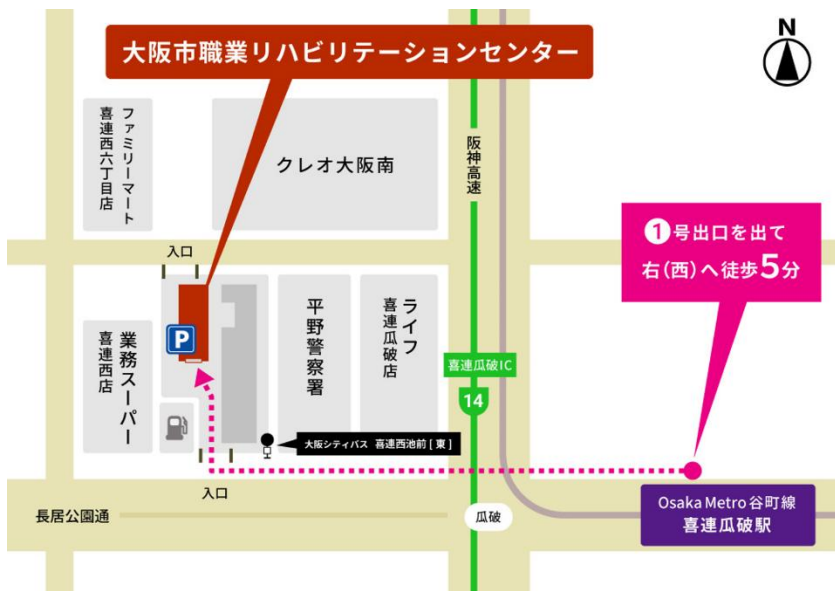 N
大阪市職業リハビリテーションセンター
ファミリーマート
喜連西六丁目店
クレオ大阪南
阪神高速
1号出口を出て
右(西)へ徒歩5分
入口
P
業務スーパー
喜連西店
平野警察署
ライフ
喜連瓜破店
喜連瓜破IC
14
大阪シティバス 喜連西池前 [ 東 ]
入口
長居公園通
瓜破
Osaka Metro 谷町線
喜連瓜破駅